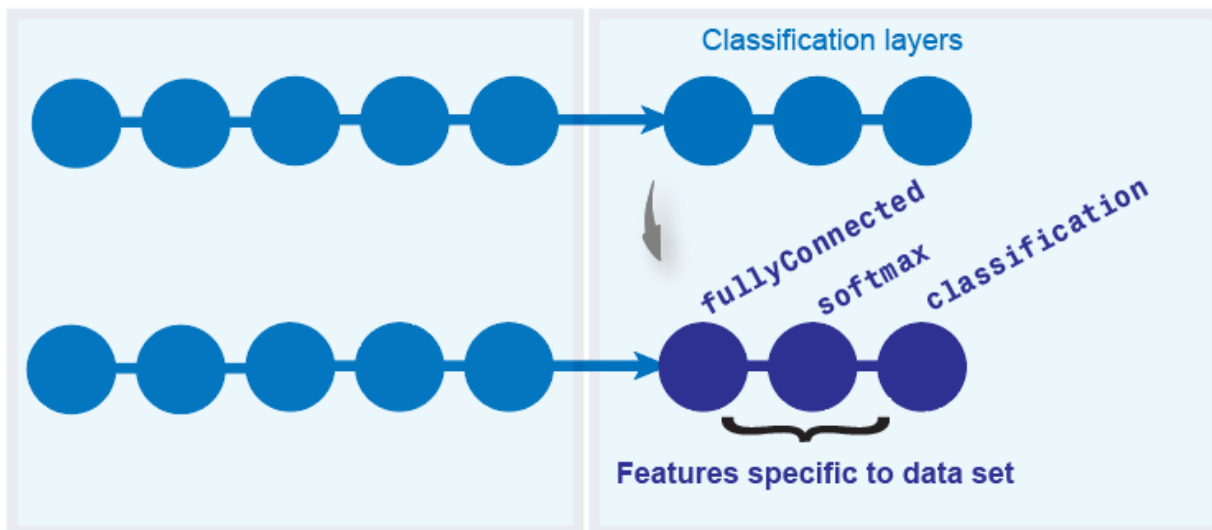 Classification layers
fullyConnected
softmax
classification
Features specific to data set